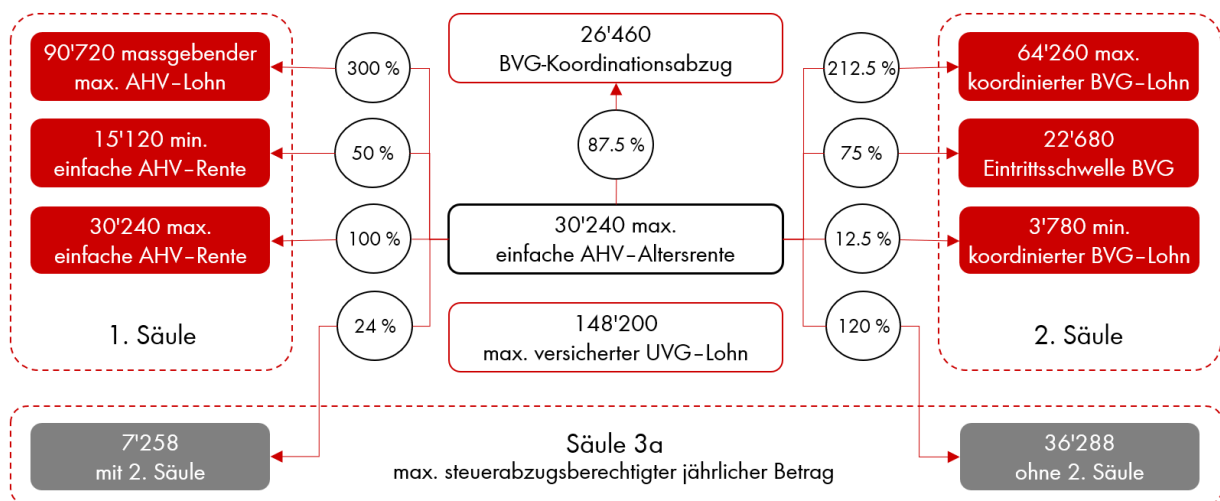 90'720 massgebender
max. AHV–Lohn
300 %
26'460
BVG-Koordinationsabzug
212.5 %
64'260 max.
koordinierter BVG–Lohn
15'120 min.
einfache AHV–Rente
50 %
87.5 %
75 %
22'680
Eintrittsschwelle BVG
30'240 max.
einfache AHV–Rente
100 %
30'240 max.
einfache AHV–Altersrente
12.5 %
3'780 min.
koordinierter BVG–Lohn
1. Säule
24 %
148'200
max. versicherter UVG–Lohn
120 %
2. Säule
7'258
mit 2. Säule
Säule 3a
max. steuerabzugsberechtigter jährlicher Betrag
36'288
ohne 2. Säule